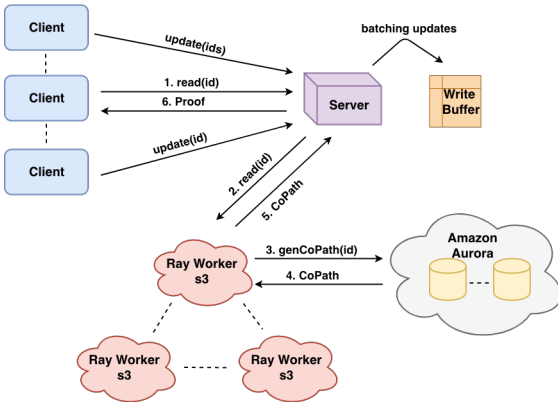 Client
update(ids)
batching updates
Client
1. read(id)
6. Proof
Server
Write
Buffer
Client
update(id)
2. read(id)
5. CoPath
Ray Worker
s3
3. genCoPath(id)
4. CoPath
Amazon
Aurora
Ray Worker
s3
Ray Worker
s3